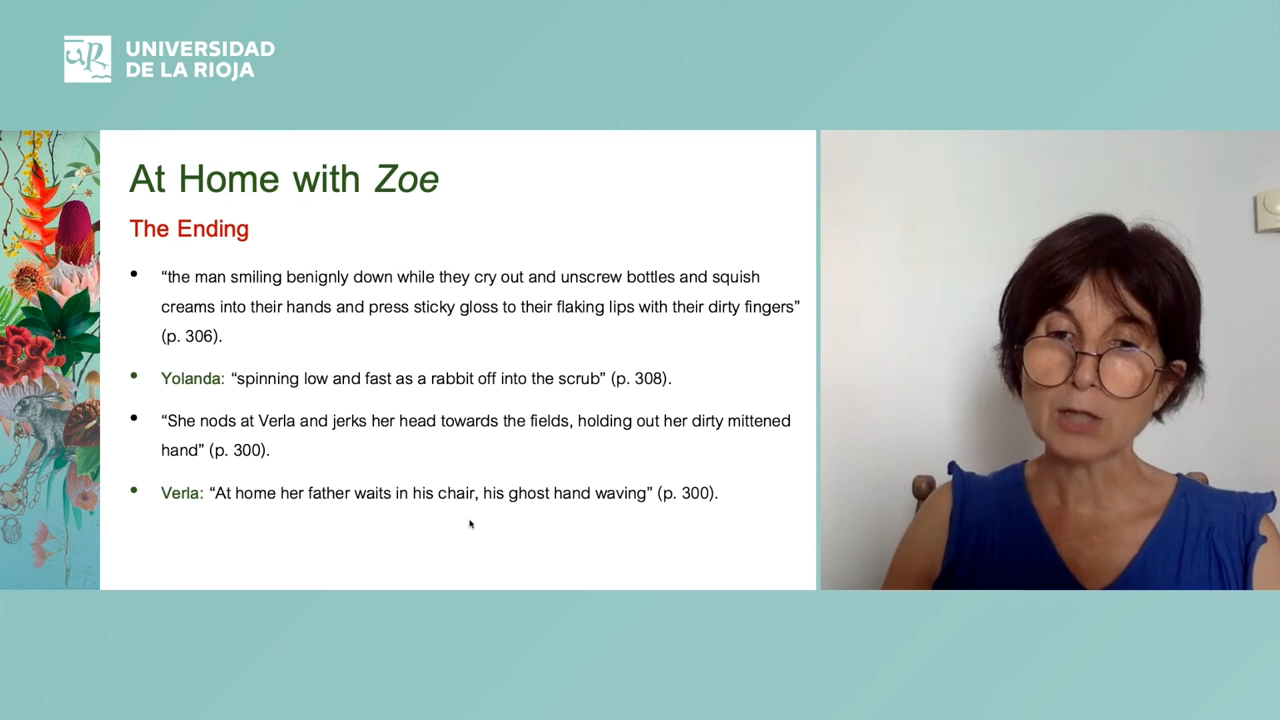 UNIVERSIDAD
DE LA RIOJA
At Home with Zoe
The Ending
• “the man smiling benignly down while they cry out and unscrew bottles and squish
creams into their hands and press sticky gloss to their flaking lips with their dirty fingers”
(p. 306).
• Yolanda: “spinning low and fast as a rabbit off into the scrub” (p. 308).
• “She nods at Verla and jerks her head towards the fields, holding out her dirty mittened
hand” (p. 300).
• Verla: “At home her father waits in his chair, his ghost hand waving” (p. 300).